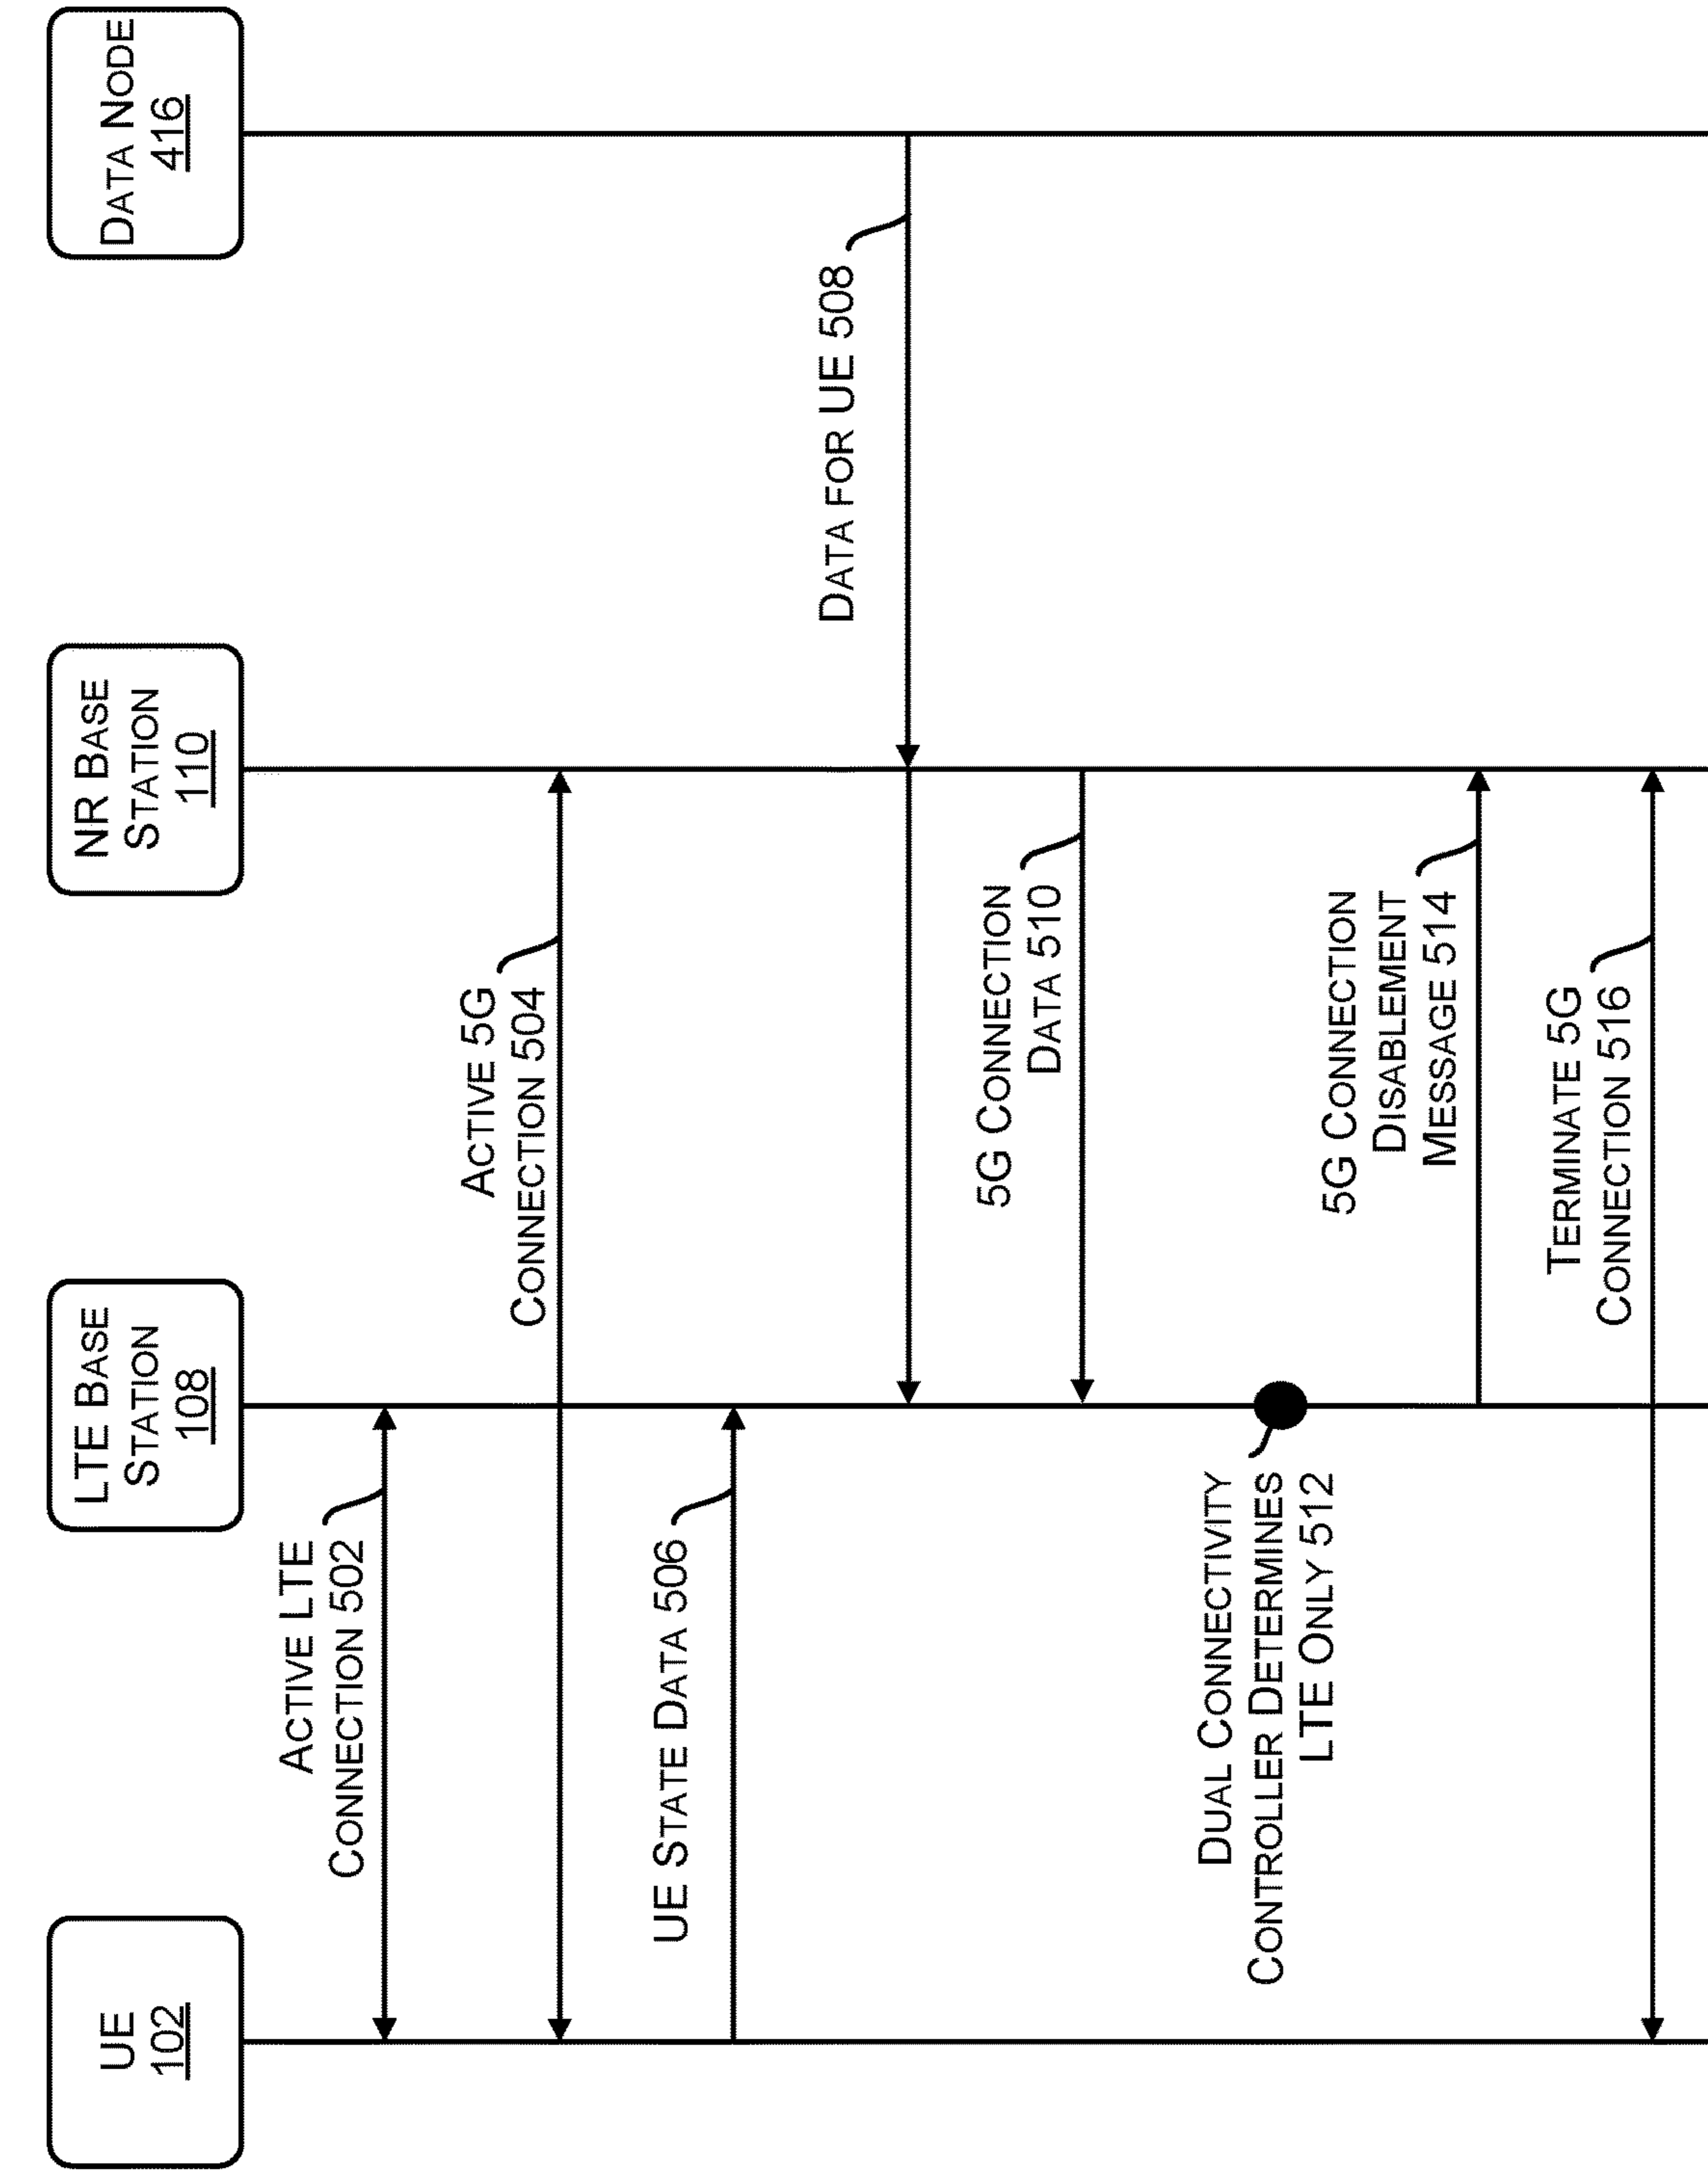 UE
102
LTE BASE
STATION
108
NR BASE
STATION
110
DATA NODE
416
ACTIVE LTE
CONNECTION 502
ACTIVE 5G
CONNECTION 504
UE STATE DATA 506
DATA FOR UE 508
5G CONNECTION
DATA 510
DUAL CONNECTIVITY
CONTROLLER DETERMINES
LTE ONLY 512
5G CONNECTION
DISABLEMENT
MESSAGE 514
TERMINATE 5G
CONNECTION 516